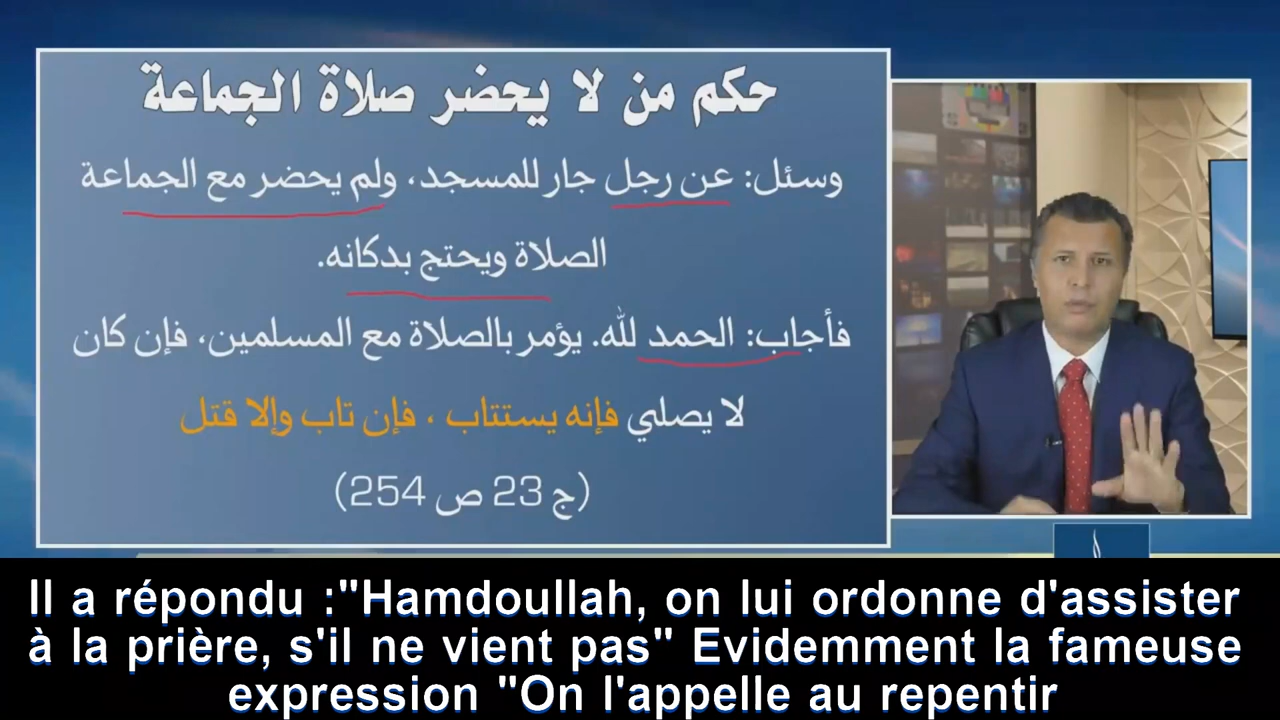 حكم من لا يحضر صلاة الجماعة
وسئل: عن رجل جار للمسجد، ولم يحضر مع الجماعة
الصلاة ويحتج بدكانه.
فأجاب: الحمد لله. يؤمر بالصلاة مع المسلمين، فإن كان
لا يصلي فإنه يستتاب ، فإن تاب وإلا قتل
(ج 23 ص 254)
Il a répondu :"Hamdoullah, on lui ordonne d'assister
à la prière, s'il ne vient pas" Evidemment la fameuse
expression "On l'appelle au repentir